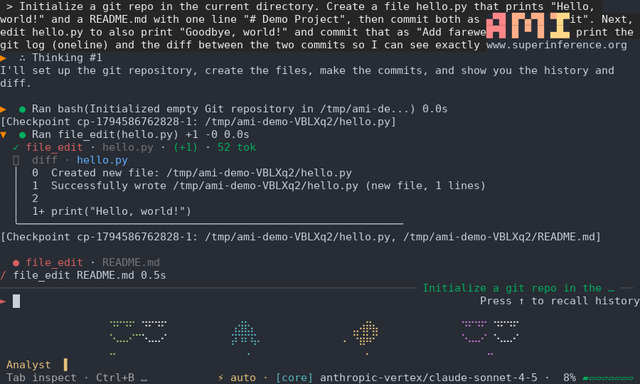 > Initialize a git repo in the current directory. Create a file hello.py that prints "Hello,
world!" and a README.md with one line "# Demo Project", then commit both as it". Next,
edit hello.py to also print "Goodbye, world!" and commit that as "Add farewe print the
git log (oneline) and the diff between the two commits so I can see exactly www.superinference.org
▶ ∴ Thinking #1
I'll set up the git repository, create the files, make the commits, and show you the history and
diff.
▶ ● Ran bash(Initialized empty Git repository in /tmp/ami-de...) 0.0s
[Checkpoint cp-1794586762828-1: /tmp/ami-demo-VBLXq2/hello.py]
▼ ● Ran file_edit(hello.py) +1 -0 0.0s
✓ file_edit · hello.py · (+1) · 52 tok
diff · hello.py
0 Created new file: /tmp/ami-demo-VBLXq2/hello.py
1 Successfully wrote /tmp/ami-demo-VBLXq2/hello.py (new file, 1 lines)
2
1+ print("Hello, world!")
[Checkpoint cp-1794586762828-1: /tmp/ami-demo-VBLXq2/hello.py, /tmp/ami-demo-VBLXq2/README.md]
● file_edit · README.md
/ file_edit README.md 0.5s
Initialize a git repo in the …
Press ↑ to recall history
Analyst
Tab inspect · Ctrl+B … ⚡ auto · [core] anthropic-vertex/claude-sonnet-4-5 · 8%